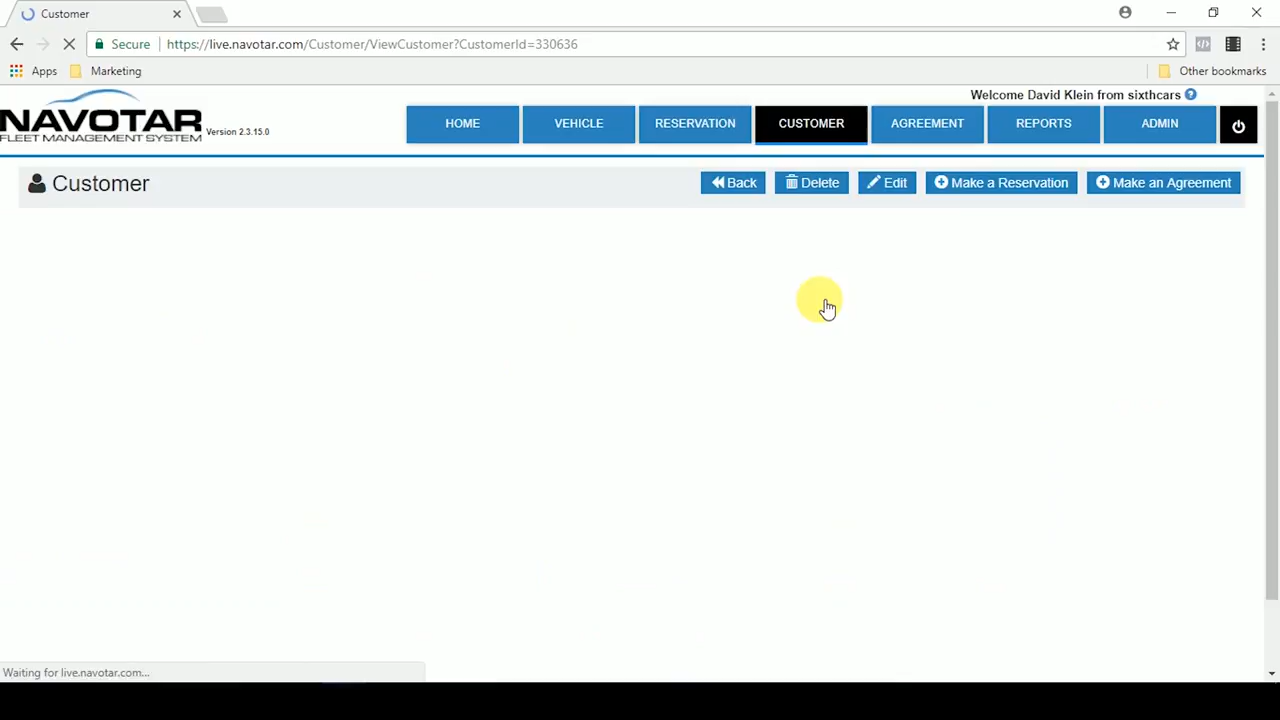 Customer
Secure
https://live.navotar.com/Customer/ViewCustomer?CustomerId=330636
Apps
Marketing
Other bookmarks
Welcome David Klein from sixthcars
NAVOTAR
FLEET MANAGEMENT SYSTEM
Version 2.3.15.0
HOME
VEHICLE
RESERVATION
CUSTOMER
AGREEMENT
REPORTS
ADMIN
Customer
Back
Delete
Edit
Make a Reservation
Make an Agreement
Waiting for live.navotar.com...